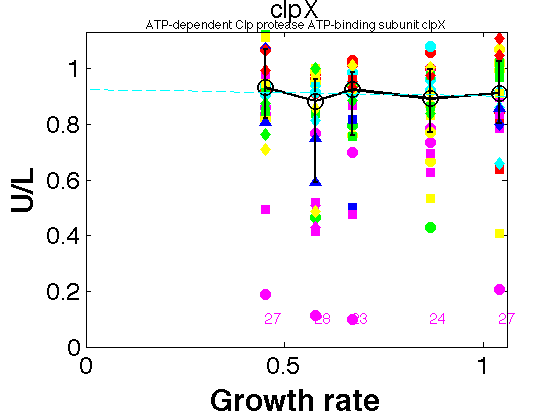 clpX
ATP-dependent Clp protease ATP-binding subunit clpX
1
0.8
0.6
0.4
0.2
0
U/L
27 28 23 24 27
0 0.5 1
Growth rate